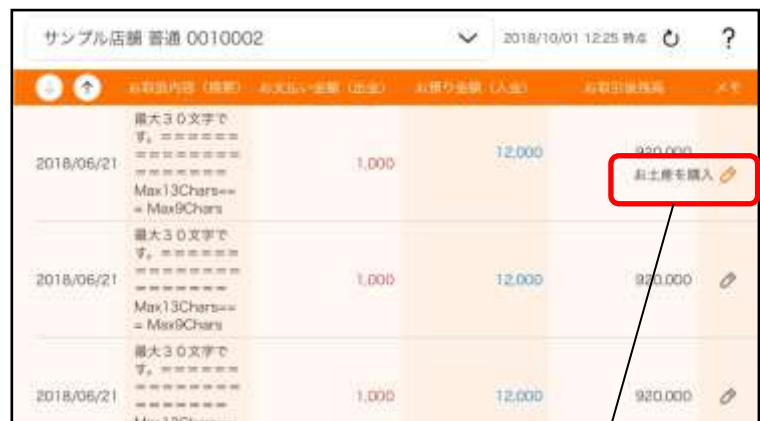 サンプル店舗 普通 0010002 2018/10/01 12:25 時点 ?
お取扱内容（摘要） お支払い金額（出金） お預り金額（入金） お取引後残高 メモ
最大３０文字で
す。＝＝＝＝＝＝
＝＝＝＝＝＝＝＝
2018/06/21 1,000 12,000 920,000
＝＝＝＝＝＝＝
お土産を購入
Max13Chars==
= Max9Chars
最大３０文字で
す。＝＝＝＝＝＝
＝＝＝＝＝＝＝＝
2018/06/21 1,000 12,000 920,000
＝＝＝＝＝＝＝
Max13Chars==
= Max9Chars
最大３０文字で
す。＝＝＝＝＝＝
＝＝＝＝＝＝＝＝
2018/06/21 1,000 12,000 920,000
＝＝＝＝＝＝＝